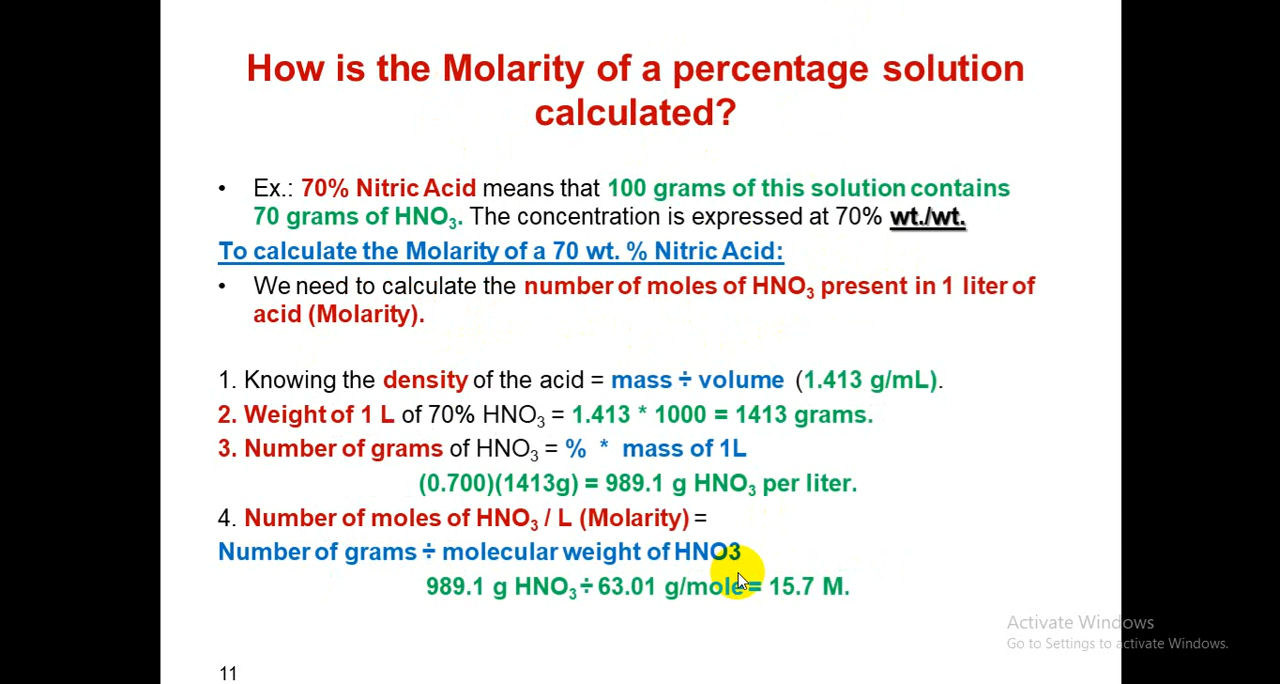 How is the Molarity of a percentage solution
calculated?
• Ex.: 70% Nitric Acid means that 100 grams of this solution contains
70 grams of HNO₃. The concentration is expressed at 70% wt./wt.
To calculate the Molarity of a 70 wt. % Nitric Acid:
• We need to calculate the number of moles of HNO₃ present in 1 liter of
acid (Molarity).
1. Knowing the density of the acid = mass ÷ volume (1.413 g/mL).
2. Weight of 1 L of 70% HNO₃ = 1.413 * 1000 = 1413 grams.
3. Number of grams of HNO₃ = % * mass of 1L
(0.700)(1413g) = 989.1 g HNO₃ per liter.
4. Number of moles of HNO₃ / L (Molarity) =
Number of grams ÷ molecular weight of HNO3
989.1 g HNO₃ ÷ 63.01 g/mole = 15.7 M.
Activate Windows
Go to Settings to activate Windows.
11